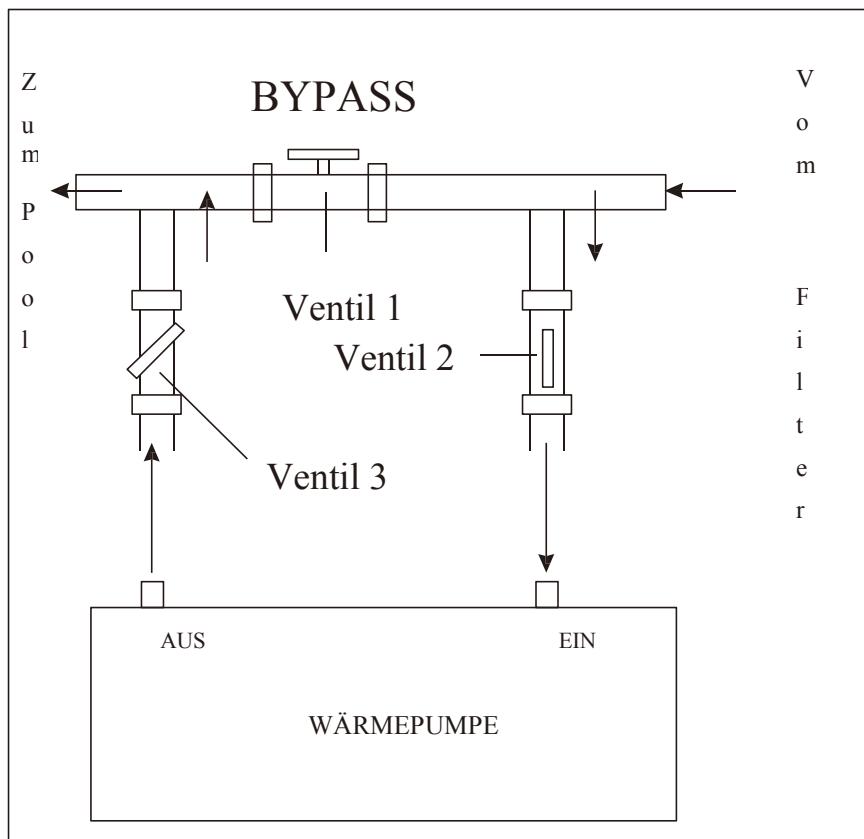 BYPASS
Zum Pool
Vom Filter
Ventil 1
Ventil 2
Ventil 3
AUS
EIN
WÄRMEPUMPE